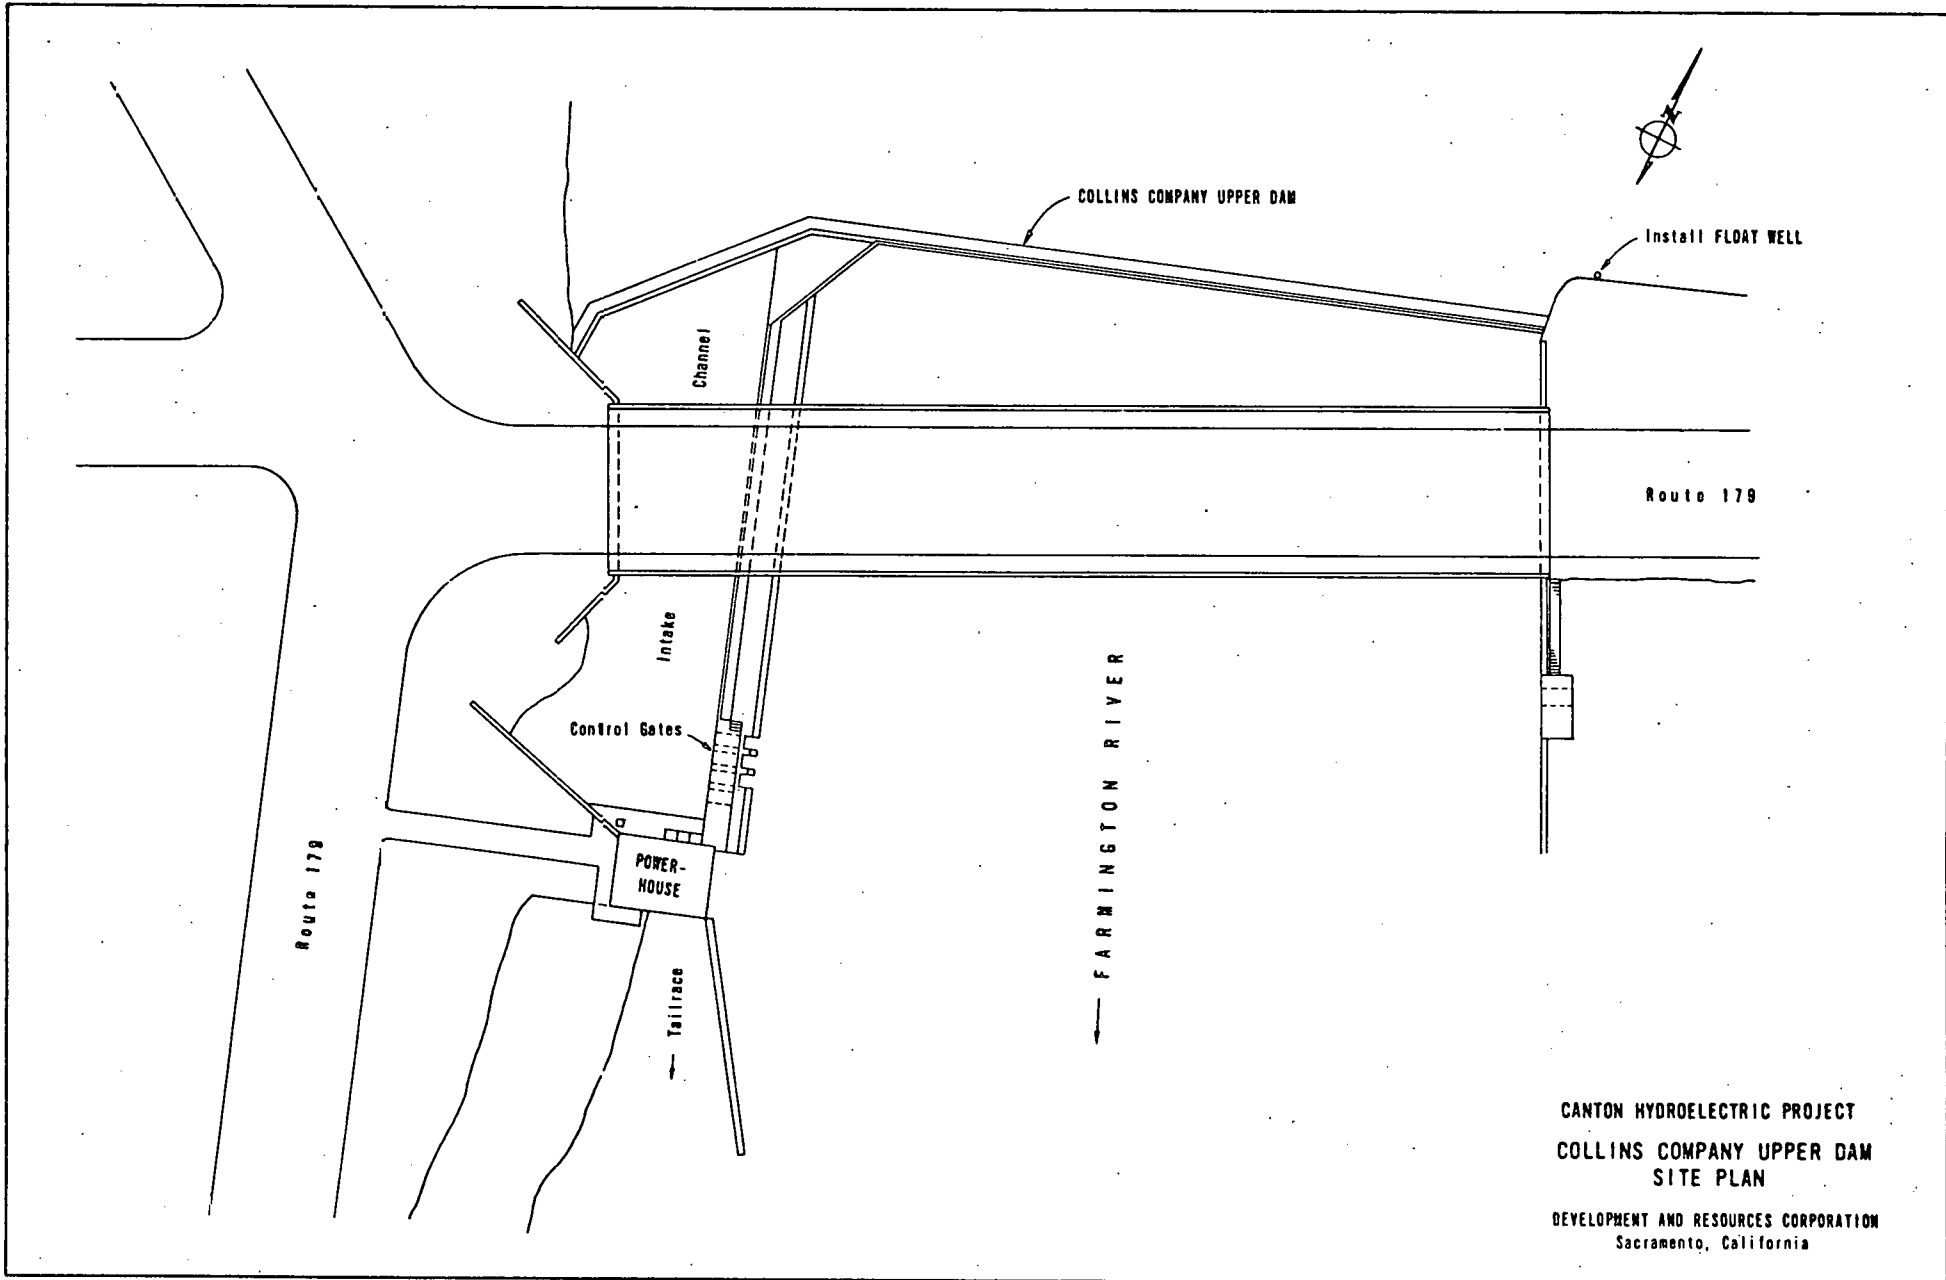 N
COLLINS COMPANY UPPER DAM
Install FLOAT WELL
Channel
Route 179
Intake
Control Gates
FARMINGTON RIVER
POWER-
HOUSE
Route 179
Tailrace
CANTON HYDROELECTRIC PROJECT
COLLINS COMPANY UPPER DAM
SITE PLAN
DEVELOPMENT AND RESOURCES CORPORATION
Sacramento, California